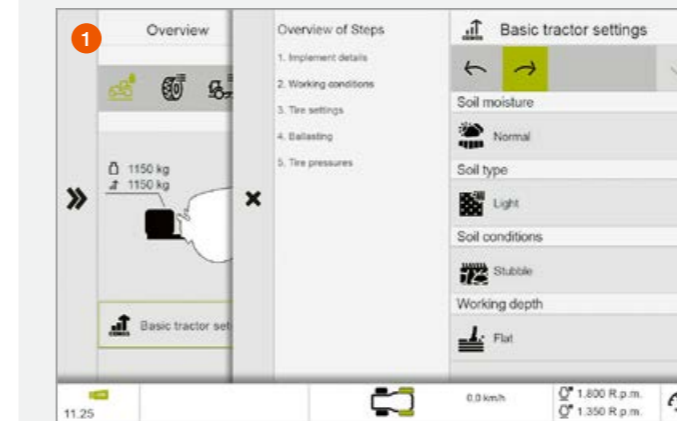 1
Overview
1150 kg
1150 kg
Basic tractor set
Overview of Steps
1. Implement details
2. Working conditions
3. Tire settings
4. Ballasting
5. Tire pressures
Basic tractor settings
Soil moisture
Normal
Soil type
Light
Soil conditions
Stubble
Working depth
Flat
11.25
0,0 km/h
1.800 R.p.m.
1.350 R.p.m.